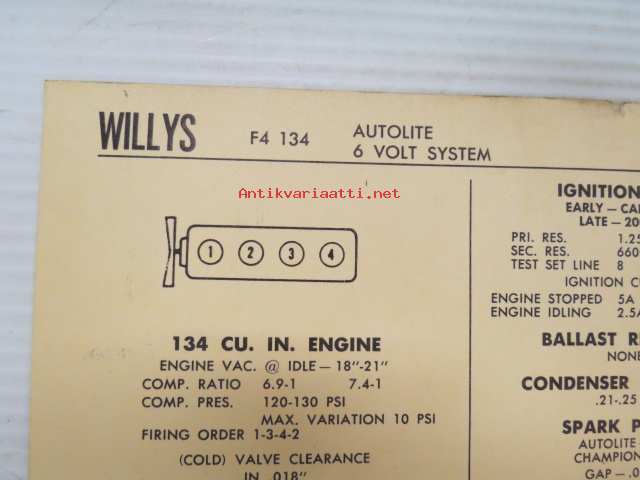 WILLYS F4 134 AUTOLITE
6 VOLT SYSTEM
Antikvariaatti.net
1 2 3 4
134 CU. IN. ENGINE
ENGINE VAC. @ IDLE — 18"-21"
COMP. RATIO 6.9-1 7.4-1
COMP. PRES. 120-130 PSI
MAX. VARIATION 10 PSI
FIRING ORDER 1-3-4-2
(COLD) VALVE CLEARANCE
IN .018"
IGNITION
EARLY — CA
LATE — 20
PRI. RES. 1.25
SEC. RES. 660
TEST SET LINE 8
IGNITION CU
ENGINE STOPPED 5A
ENGINE IDLING 2.5A
BALLAST RE
NONE
CONDENSER
.21-.25
SPARK P
AUTOLITE
CHAMPION
GAP — .0